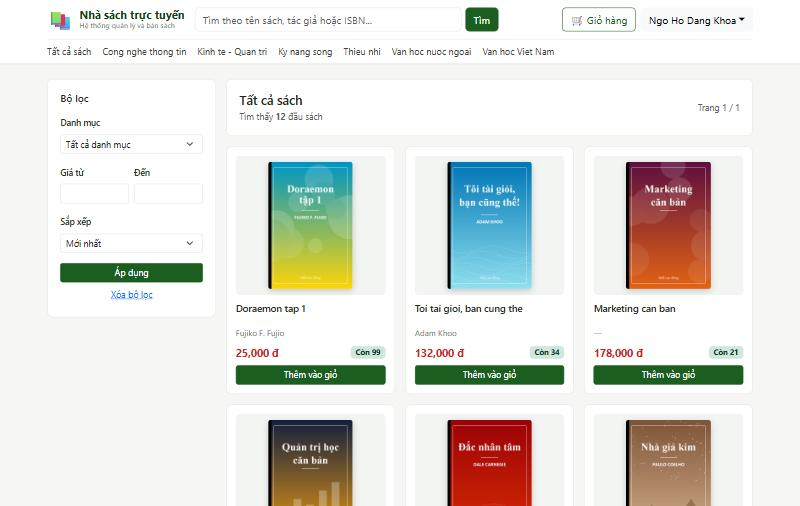 Nhà sách trực tuyến
Hệ thống quản lý và bán sách
Tìm theo tên sách, tác giả hoặc ISBN...
Tìm
Giỏ hàng
Ngo Ho Dang Khoa
Tất cả sách Cong nghe thong tin Kinh te - Quan tri Ky nang song Thieu nhi Van hoc nuoc ngoai Van hoc Viet Nam
Bộ lọc
Danh mục
Tất cả danh mục
Giá từ Đến
Sắp xếp
Mới nhất
Áp dụng
Xóa bộ lọc
Tất cả sách
Tìm thấy 12 đầu sách
Trang 1 / 1
Doraemon
tập 1
FUJIKO F. FUJIO
Doraemon tap 1
Fujiko F. Fujio
25,000 đ
Còn 99
Thêm vào giỏ
Tôi tài giỏi,
bạn cũng thế!
ADAM KHOO
Toi tai gioi, ban cung the
Adam Khoo
132,000 đ
Còn 34
Thêm vào giỏ
Marketing
căn bản
Marketing can ban
—
178,000 đ
Còn 21
Thêm vào giỏ
Quản trị học
căn bản
Đắc nhân tâm
DALE CARNEGIE
Nhà giả kim
PAULO COELHO